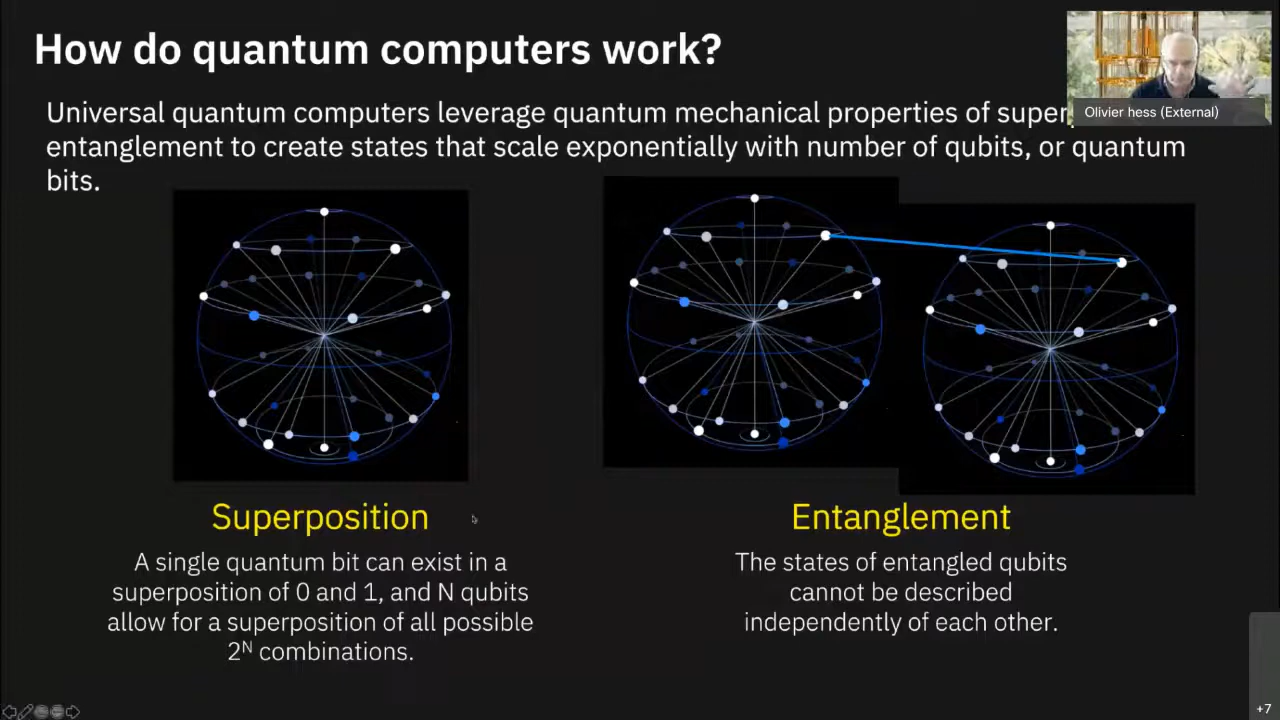 How do quantum computers work?
Olivier hess (External)
Universal quantum computers leverage quantum mechanical properties of
entanglement to create states that scale exponentially with number of qubits, or quantum
bits.
Superposition
A single quantum bit can exist in a
superposition of 0 and 1, and N qubits
allow for a superposition of all possible
2ᴺ combinations.
Entanglement
The states of entangled qubits
cannot be described
independently of each other.
+7